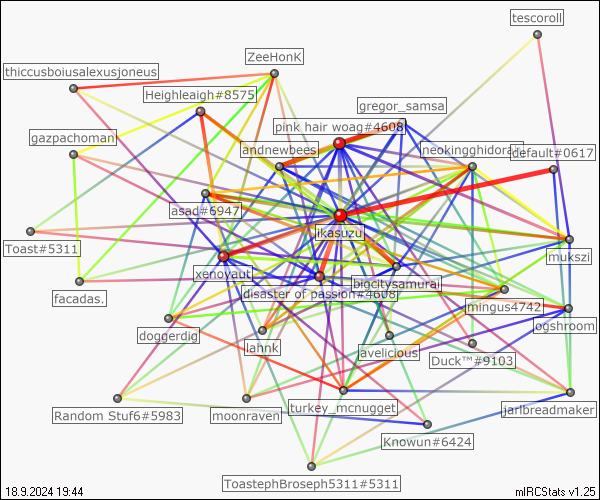 tescoroll
ZeeHonK
thiccusboiusalexusjoneus
Heighleaigh#8575
gregor_samsa
pink hair woag#4608
gazpachoman
andnewbees
neokingghidora
default#0617
asad#6947
ikasuzu
Toast#5311
mukszi
xenoyaut
bigcitysamurai
disaster of passion#4608
facadas.
mingus4742
ogshroom
doggerdig
lahnk
avelicious
Duck™#9103
Random Stuf6#5983
moonraven
turkey_mcnugget
jarlbreadmaker
Knowun#6424
ToastephBroseph5311#5311
18.9.2024 19:44
mIRCStats v1.25